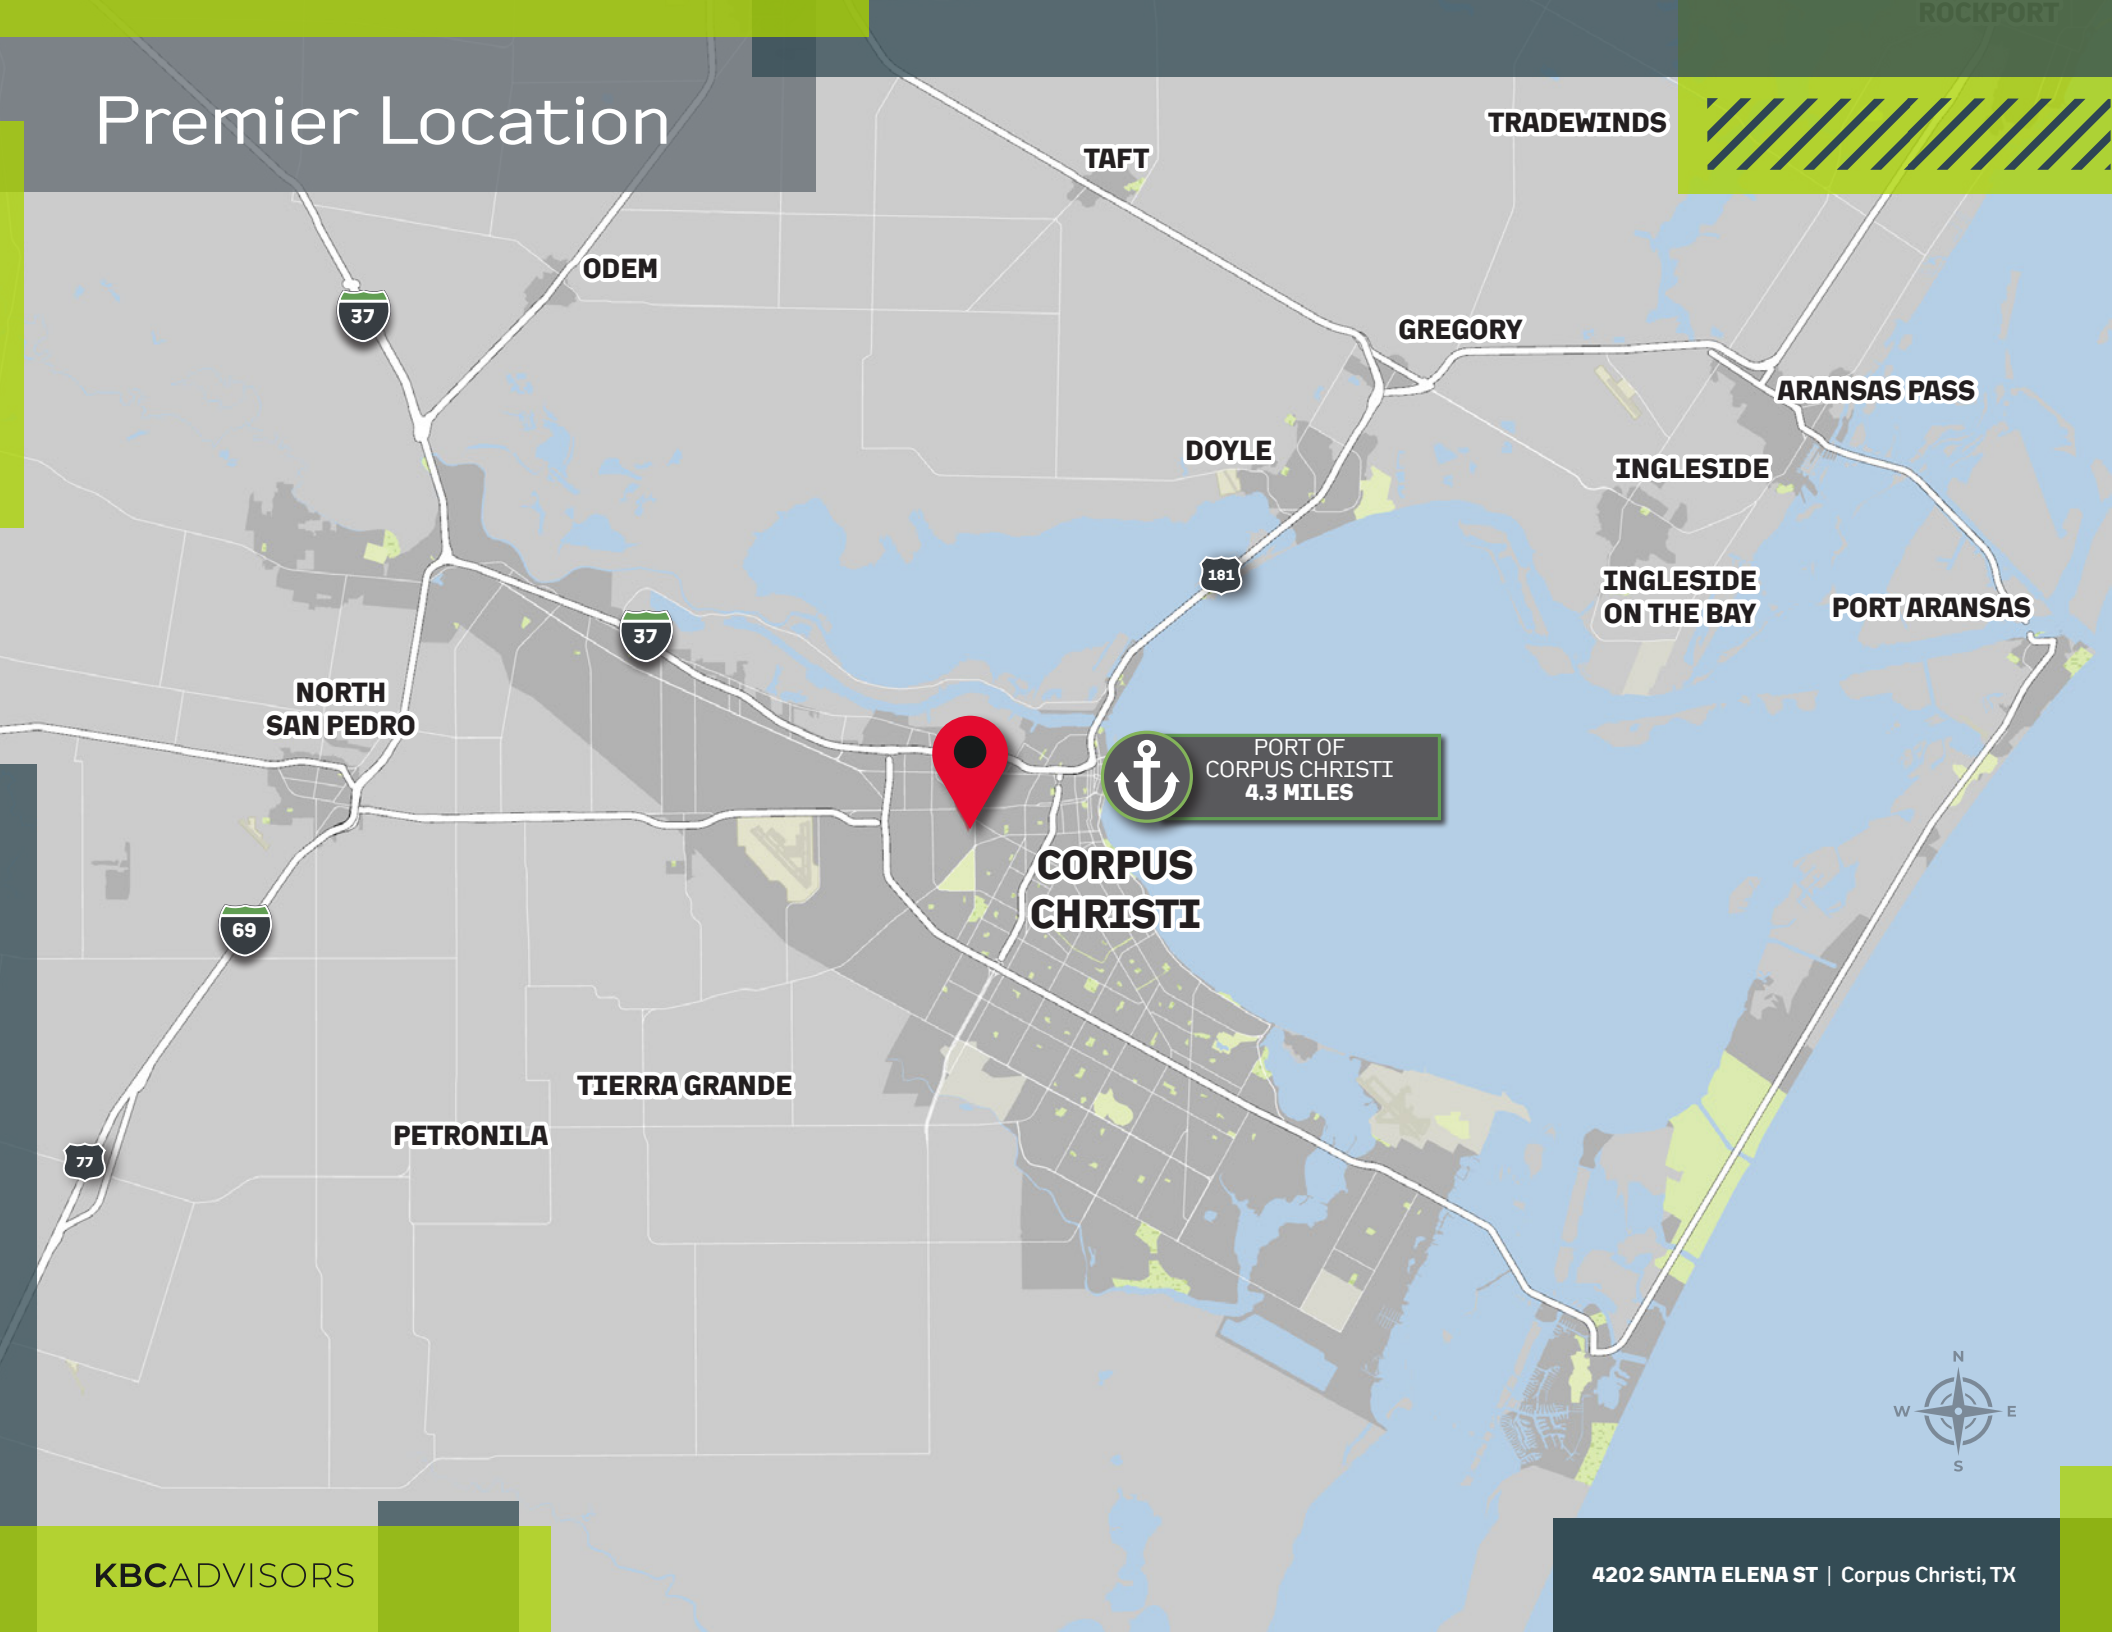 ROCKPORT
Premier Location
TRADEWINDS
TAFT
ODEM
37
GREGORY
ARANSAS PASS
DOYLE
INGLESIDE
181
INGLESIDE
ON THE BAY
PORT ARANSAS
37
NORTH
SAN PEDRO
PORT OF
CORPUS CHRISTI
4.3 MILES
CORPUS
CHRISTI
69
TIERRA GRANDE
PETRONILA
77
N
W E
S
KBCADVISORS
4202 SANTA ELENA ST | Corpus Christi, TX